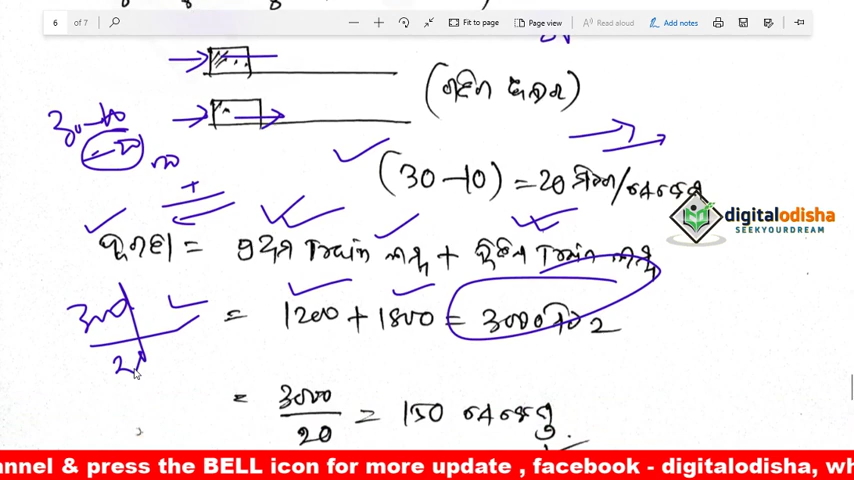 6 of 7 Fit to page Page view Read aloud Add notes
30
(30-10) = 20 ମିଟର/ସେକେଣ୍ଡ
digitalodisha
SEEKYOURDREAM
ଦୂରତା = ପ୍ରଥମ Train ଲମ୍ବ + ଦ୍ୱିତୀୟ Train ଲମ୍ବ
= 1200 + 1800 = 3000
= 3000/20 = 150 ସେକେଣ୍ଡ
annel & press the BELL icon for more update , facebook - digitalodisha, wh